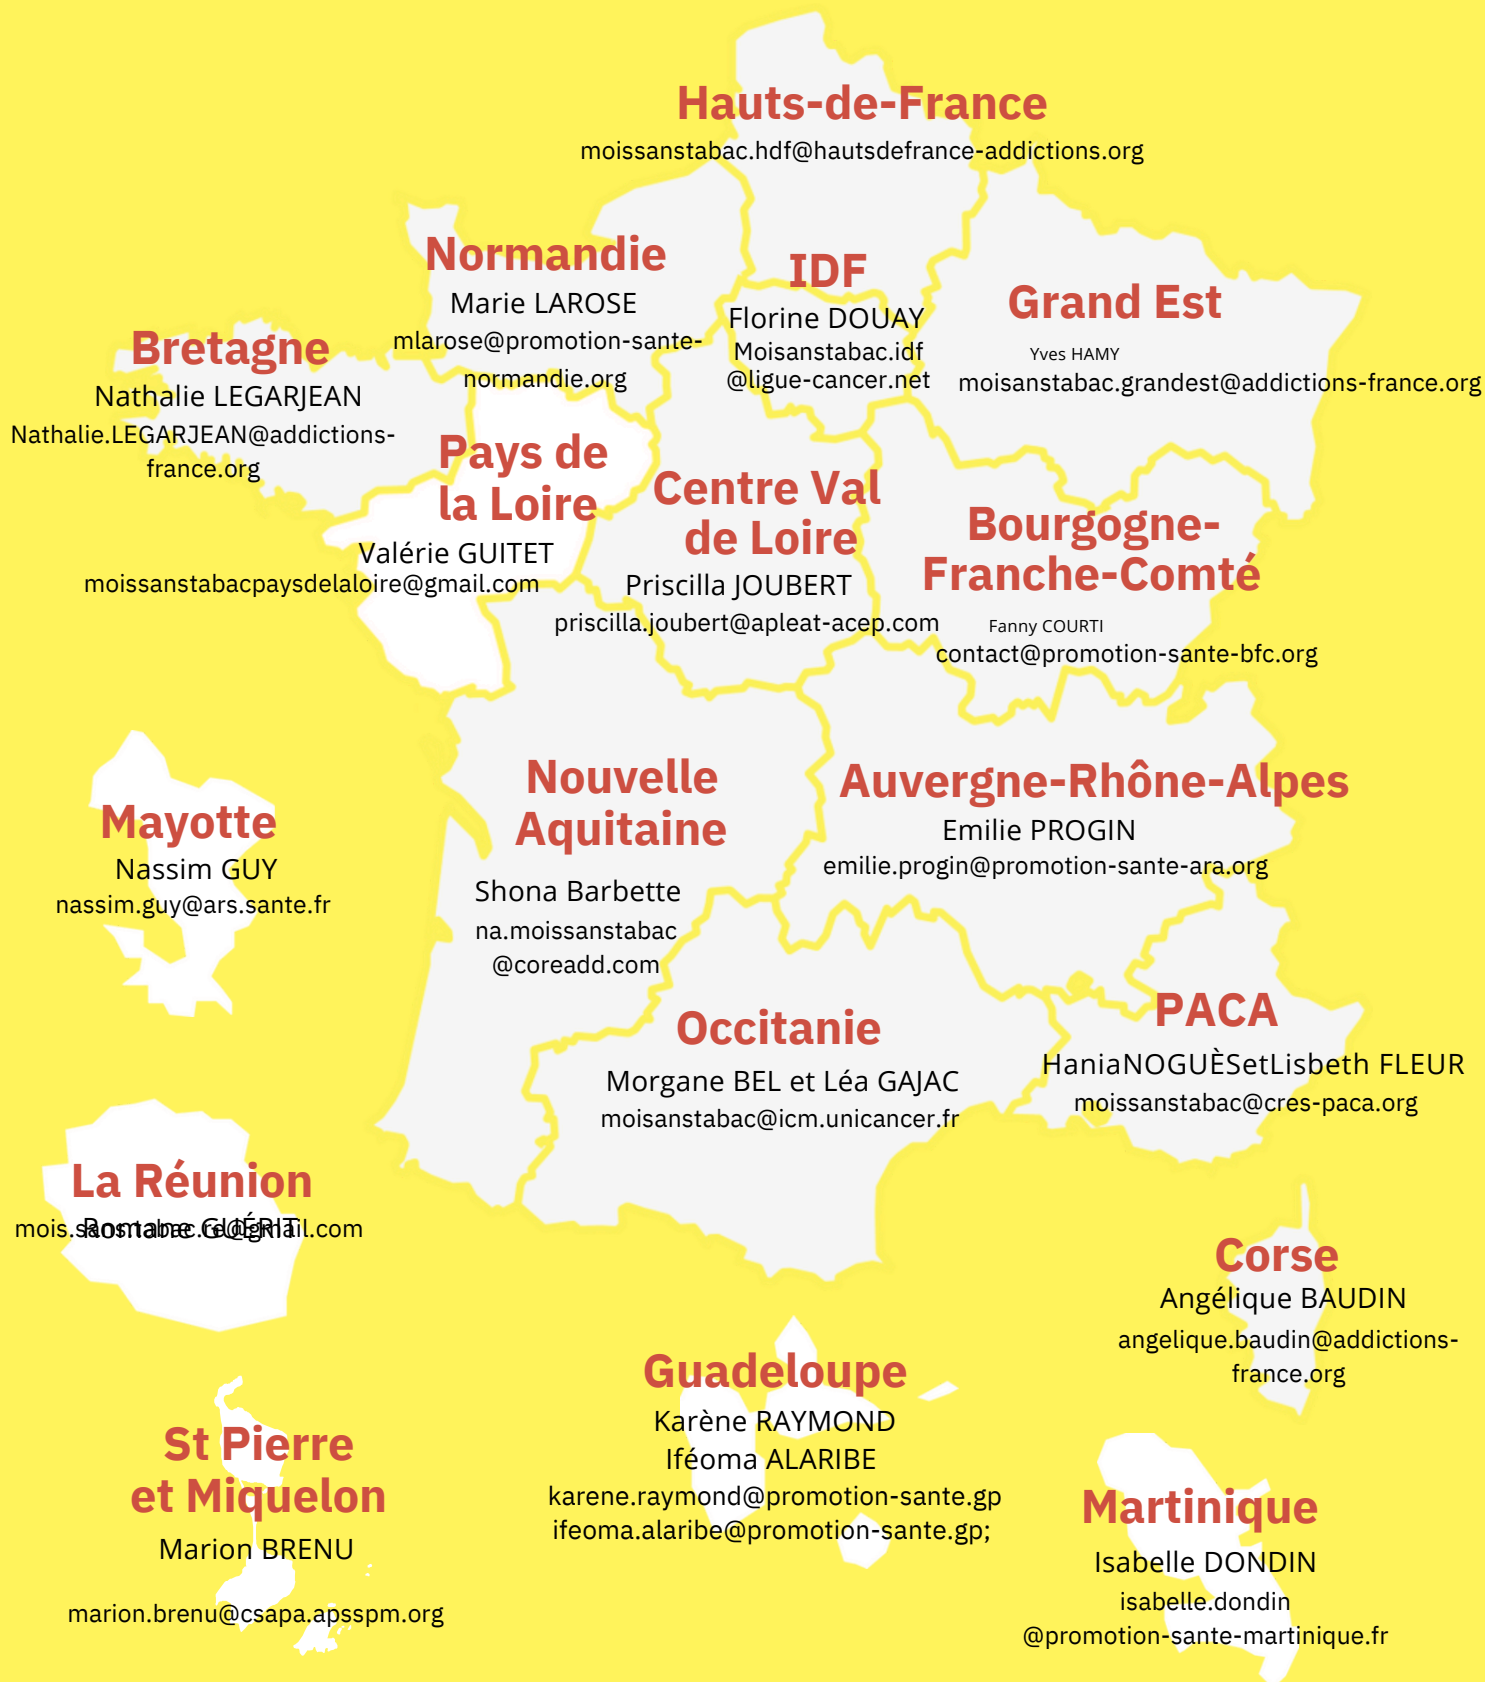 Hauts-de-France
moissanstabac.hdf@hautsdefrance-addictions.org
Normandie
Marie LAROSE
mlarose@promotion-sante-
normandie.org
IDF
Florine DOUAY
Moisanstabac.idf
@ligue-cancer.net
Grand Est
Yves HAMY
moisanstabac.grandest@addictions-france.org
Bretagne
Nathalie LEGARJEAN
Nathalie.LEGARJEAN@addictions-
france.org
Pays de
la Loire
Valérie GUITET
moissanstabacpaysdelaloire@gmail.com
Centre Val
de Loire
Priscilla JOUBERT
priscilla.joubert@apleat-acep.com
Bourgogne-
Franche-Comté
Fanny COURTI
contact@promotion-sante-bfc.org
Mayotte
Nassim GUY
nassim.guy@ars.sante.fr
Nouvelle
Aquitaine
Shona Barbette
na.moissanstabac
@coreadd.com
Auvergne-Rhône-Alpes
Emilie PROGIN
emilie.progin@promotion-sante-ara.org
Occitanie
Morgane BEL et Léa GAJAC
moisanstabac@icm.unicancer.fr
PACA
HaniaNOGUÈSetLisbeth FLEUR
moissanstabac@cres-paca.org
La Réunion
Romane GUÉRIT
mois.sans.tabac.re@gmail.com
Corse
Angélique BAUDIN
angelique.baudin@addictions-
france.org
Guadeloupe
Karène RAYMOND
Iféoma ALARIBE
karene.raymond@promotion-sante.gp
ifeoma.alaribe@promotion-sante.gp;
St Pierre
et Miquelon
Marion BRENU
marion.brenu@csapa.apsspm.org
Martinique
Isabelle DONDIN
isabelle.dondin
@promotion-sante-martinique.fr